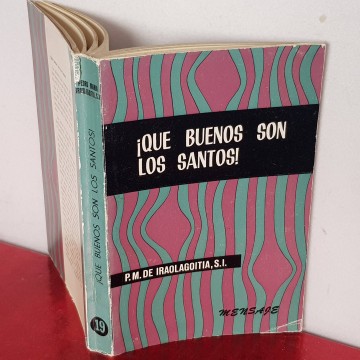 ¡QUE BUENOS SON
LOS SANTOS!
P. M. DE IRAOLAGOITIA, S. I.
MENSAJE
¡QUE BUENOS SON LOS SANTOS!
19